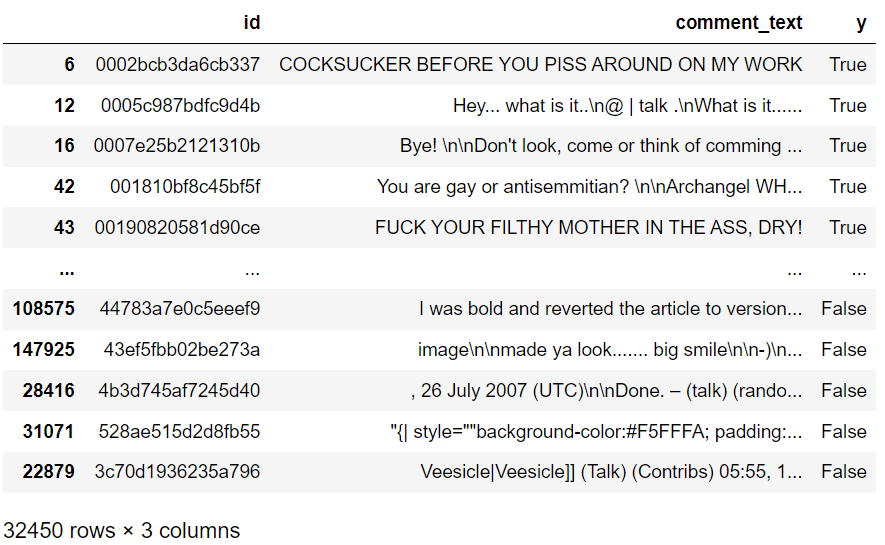 id comment_text y
6 0002bcb3da6cb337 COCKSUCKER BEFORE YOU PISS AROUND ON MY WORK True
12 0005c987bdfc9d4b Hey... what is it..\n@ | talk .\nWhat is it...... True
16 0007e25b2121310b Bye! \n\nDon't look, come or think of comming ... True
42 001810bf8c45bf5f You are gay or antisemmitian? \n\nArchangel WH... True
43 00190820581d90ce FUCK YOUR FILTHY MOTHER IN THE ASS, DRY! True
... ... ... ...
108575 44783a7e0c5eeef9 I was bold and reverted the article to version... False
147925 43ef5fbb02be273a image\n\nmade ya look....... big smile\n\n-)\n... False
28416 4b3d745af7245d40 , 26 July 2007 (UTC)\n\nDone. – (talk) (rando... False
31071 528ae515d2d8fb55 "{| style=""background-color:#F5FFFA; padding:... False
22879 3c70d1936235a796 Veesicle|Veesicle]] (Talk) (Contribs) 05:55, 1... False
32450 rows × 3 columns